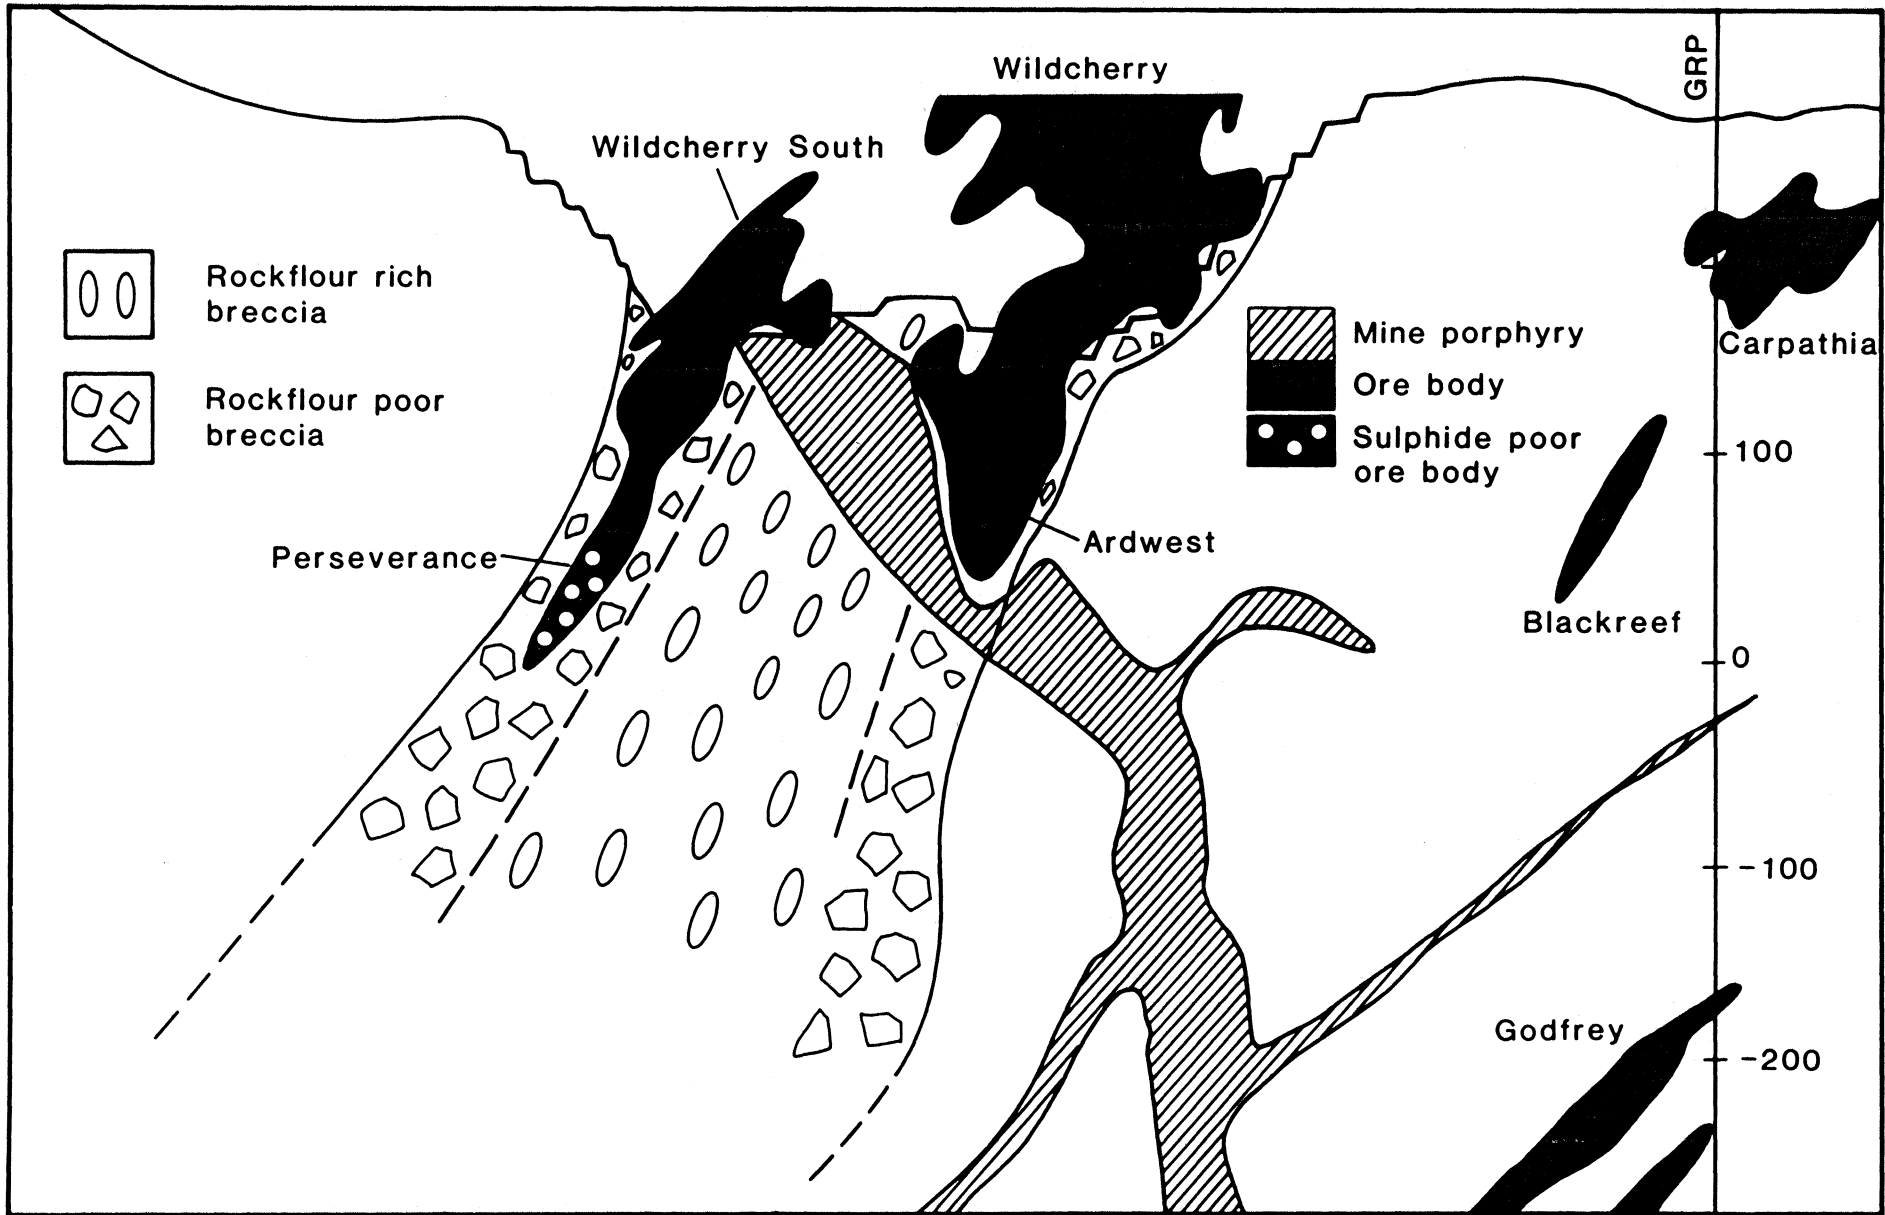 GRP
Wildcherry
Wildcherry South
Rockflour rich
breccia
Rockflour poor
breccia
Mine porphyry
Ore body
Sulphide poor
ore body
Carpathia
100
Perseverance
Ardwest
Blackreef
0
-100
Godfrey
-200